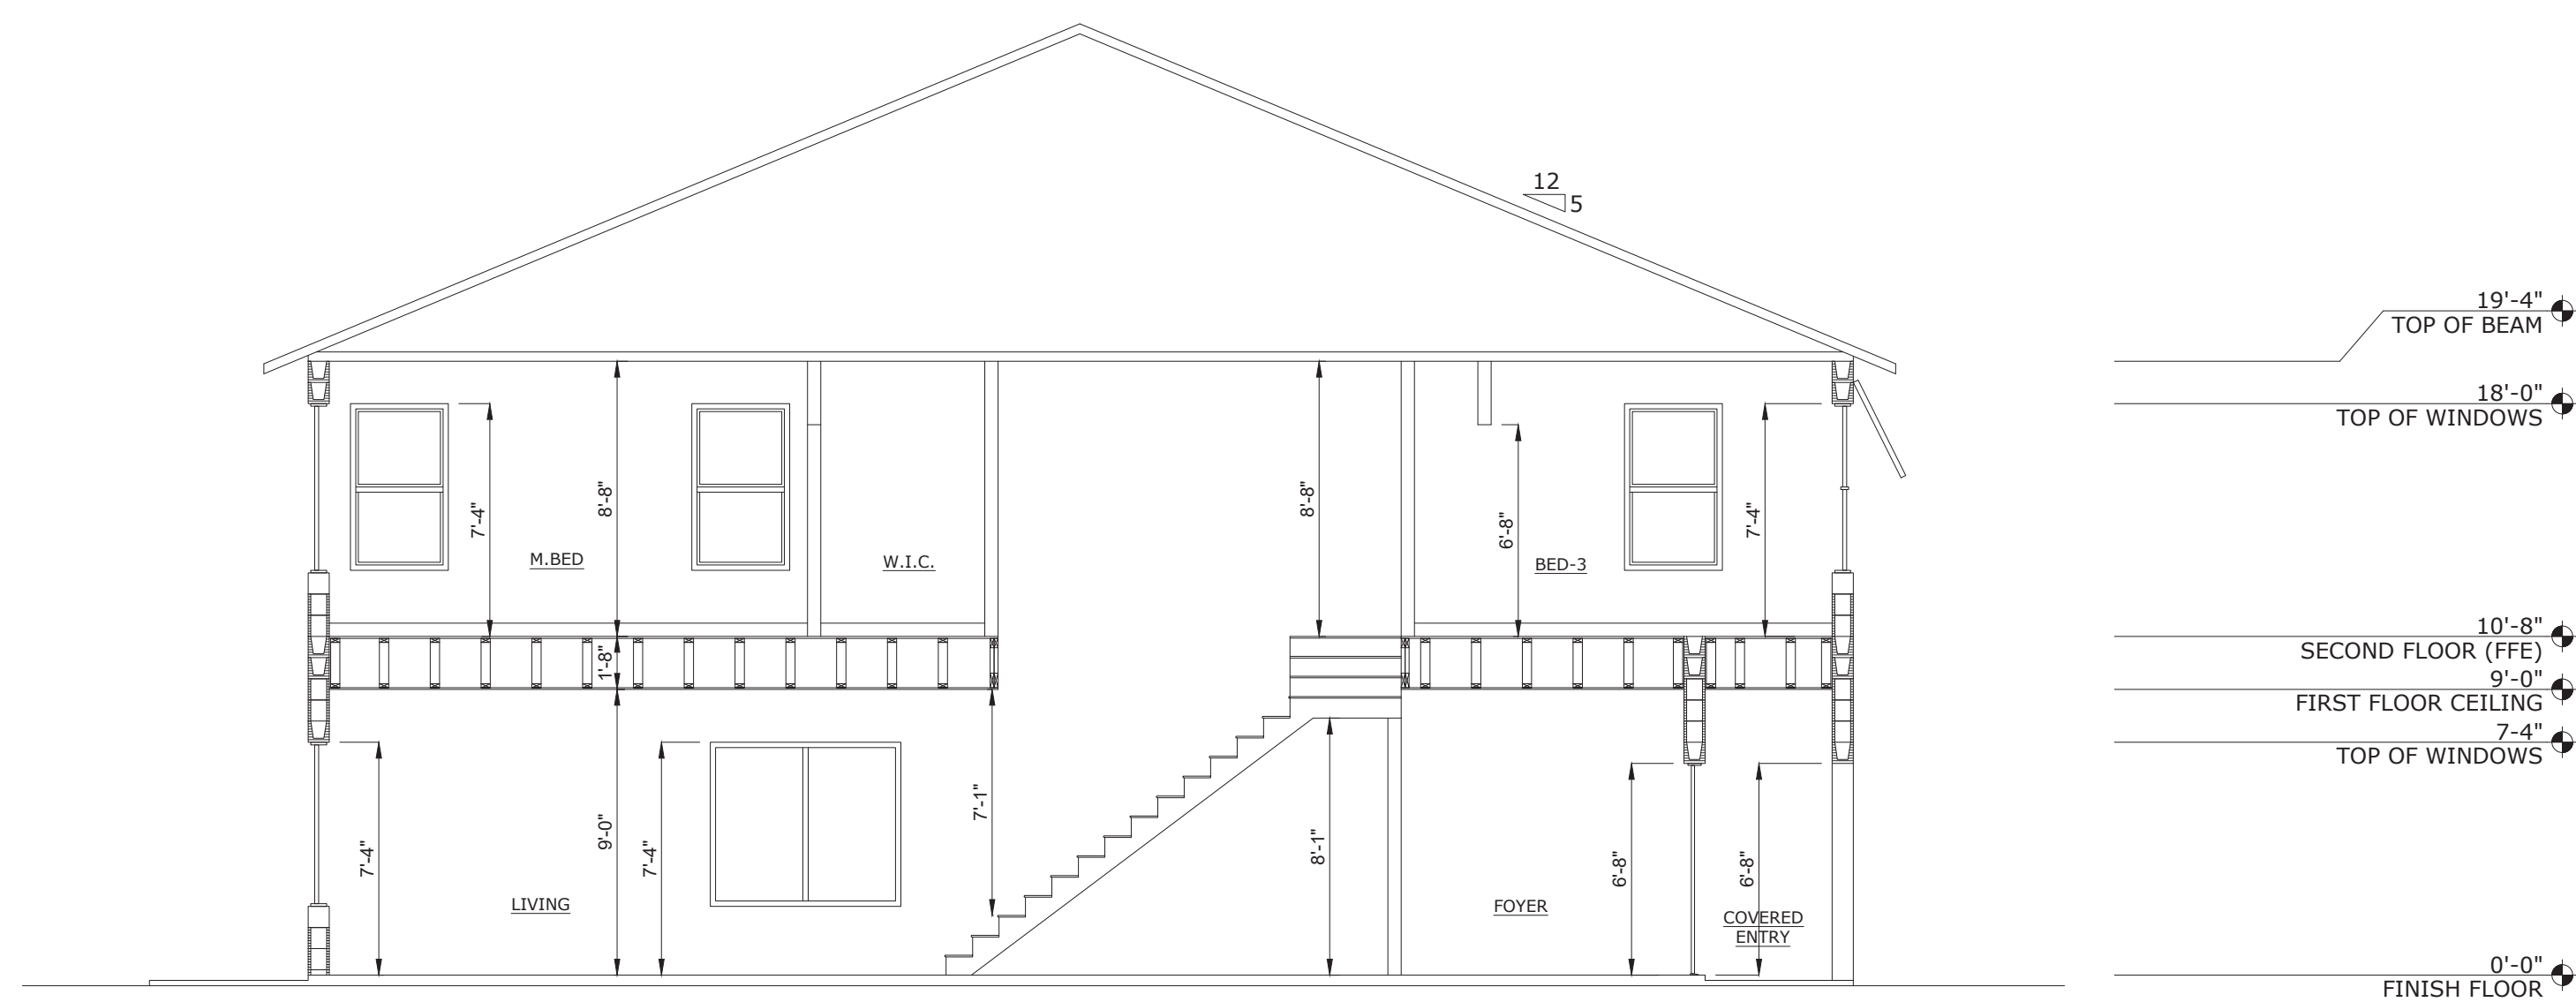 12
5
19'-4"
TOP OF BEAM
18'-0"
TOP OF WINDOWS
7'-4"
8'-8"
8'-8"
6'-8"
7'-4"
M.BED
W.I.C.
BED-3
10'-8"
SECOND FLOOR (FFE)
1'-8"
9'-0"
FIRST FLOOR CEILING
7-4"
TOP OF WINDOWS
7'-4"
9'-0"
7'-4"
7'-1"
8'-1"
6'-8"
6'-8"
LIVING
FOYER
COVERED
ENTRY
0'-0"
FINISH FLOOR